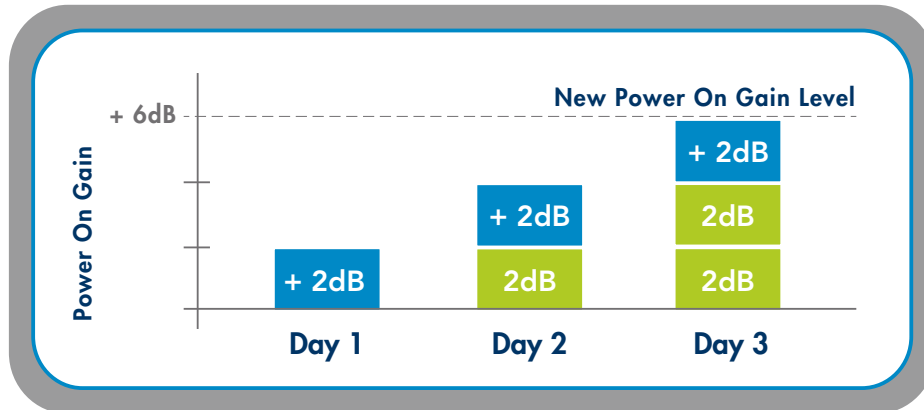 New Power On Gain Level
+ 6dB
Power On Gain
+ 2dB
+ 2dB
2dB
+ 2dB
2dB
2dB
Day 1
Day 2
Day 3